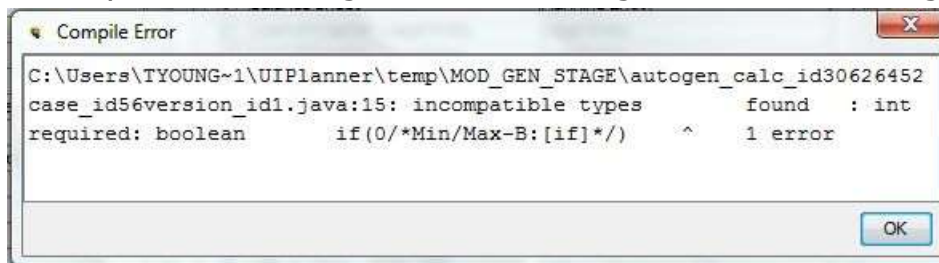 Compile Error
C:\Users\TYOUNG~1\UIPlanner\temp\MOD_GEN_STAGE\autogen_calc_id30626452
case_id56version_id1.java:15: incompatible types found : int
required: boolean if(0/*Min/Max-B:[if]*/) ^ 1 error
OK